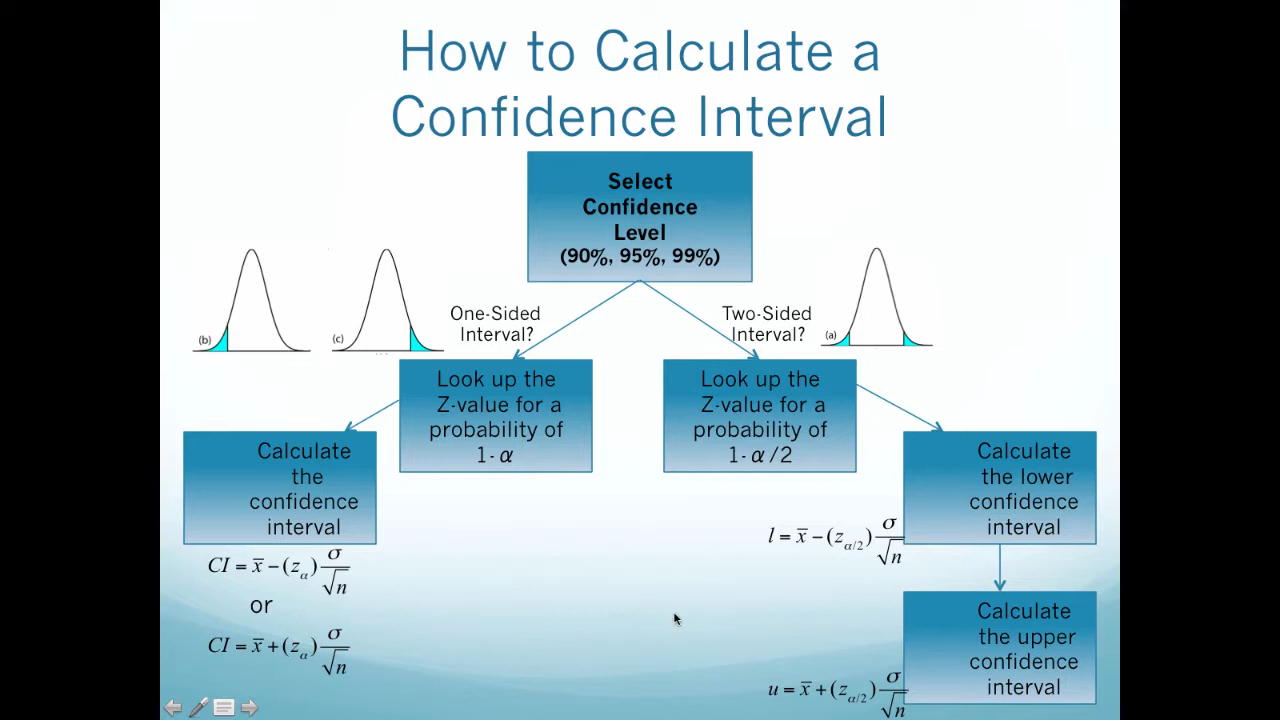 How to Calculate a
Confidence Interval
Select
Confidence
Level
(90%, 95%, 99%)
One-Sided
Interval?
Two-Sided
Interval?
(b)
(c)
(a)
Look up the
Z-value for a
probability of
1- α
Look up the
Z-value for a
probability of
1- α /2
Calculate
the
confidence
interval
CI = x̄ − (z_α) σ/√n
or
CI = x̄ + (z_α) σ/√n
Calculate
the lower
confidence
interval
l = x̄ − (z_α/2) σ/√n
Calculate
the upper
confidence
interval
u = x̄ + (z_α/2) σ/√n